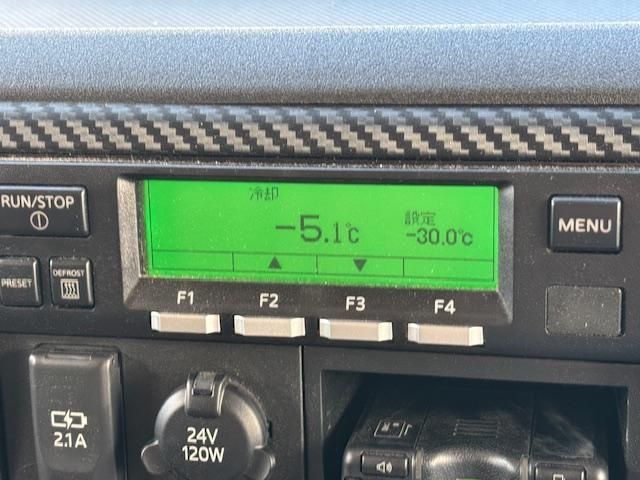 RUN/STOP
冷却
-5.1℃
設定
-30.0℃
MENU
▲ ▼
PRESET
DEFROST
F1 F2 F3 F4
2.1A
24V
120W